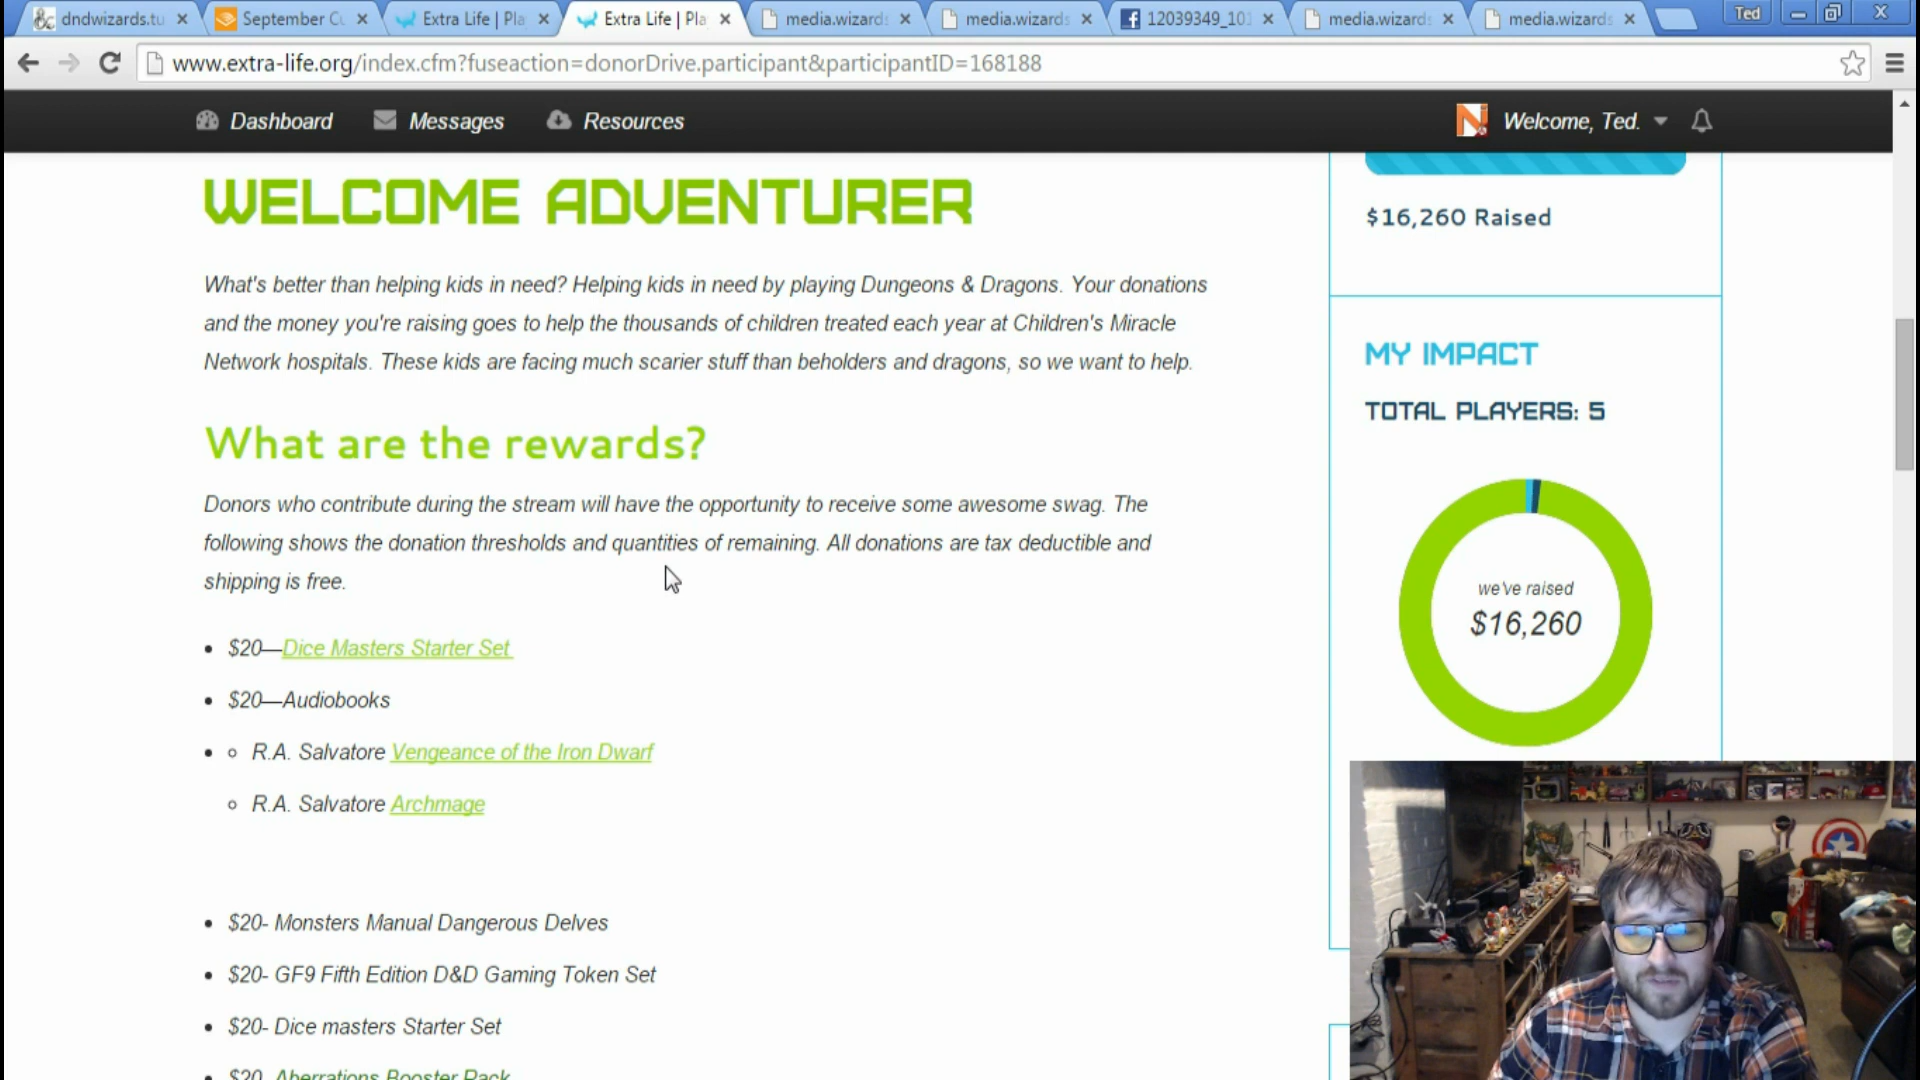 dndwizards.tu
September Cu
Extra Life | Pla
Extra Life | Pla
media.wizards
media.wizards
12039349_101
media.wizards
media.wizards
Ted
www.extra-life.org/index.cfm?fuseaction=donorDrive.participant&participantID=168188
Dashboard
Messages
Resources
Welcome, Ted.
WELCOME ADVENTURER
What's better than helping kids in need? Helping kids in need by playing Dungeons & Dragons. Your donations
and the money you're raising goes to help the thousands of children treated each year at Children's Miracle
Network hospitals. These kids are facing much scarier stuff than beholders and dragons, so we want to help.
What are the rewards?
Donors who contribute during the stream will have the opportunity to receive some awesome swag. The
following shows the donation thresholds and quantities of remaining. All donations are tax deductible and
shipping is free.
$20—Dice Masters Starter Set
$20—Audiobooks
R.A. Salvatore Vengeance of the Iron Dwarf
R.A. Salvatore Archmage
$20- Monsters Manual Dangerous Delves
$20- GF9 Fifth Edition D&D Gaming Token Set
$20- Dice masters Starter Set
$20- Aberrations Booster Pack
$16,260 Raised
MY IMPACT
TOTAL PLAYERS: 5
we've raised
$16,260